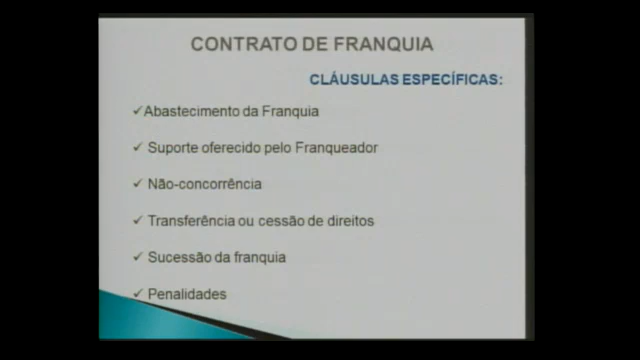 CONTRATO DE FRANQUIA
CLÁUSULAS ESPECÍFICAS:
✓Abastecimento da Franquia
✓ Suporte oferecido pelo Franqueador
✓ Não-concorrência
✓ Transferência ou cessão de direitos
✓ Sucessão da franquia
✓ Penalidades